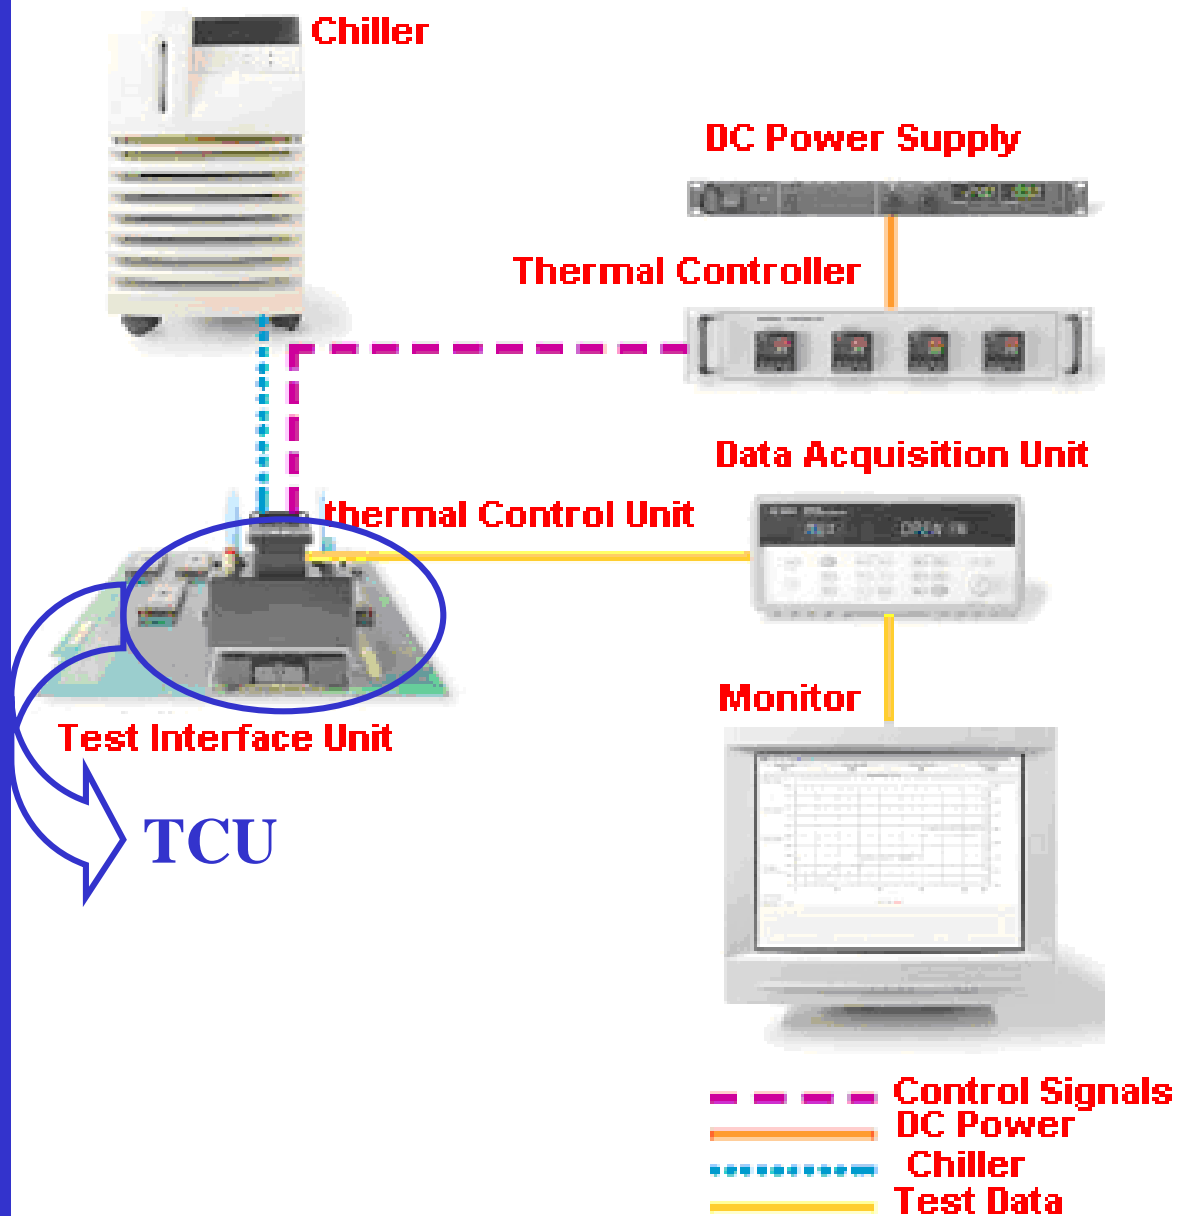 Chiller
DC Power Supply
Thermal Controller
Data Acquisition Unit
thermal Control Unit
Monitor
Test Interface Unit
TCU
Control Signals
DC Power
Chiller
Test Data